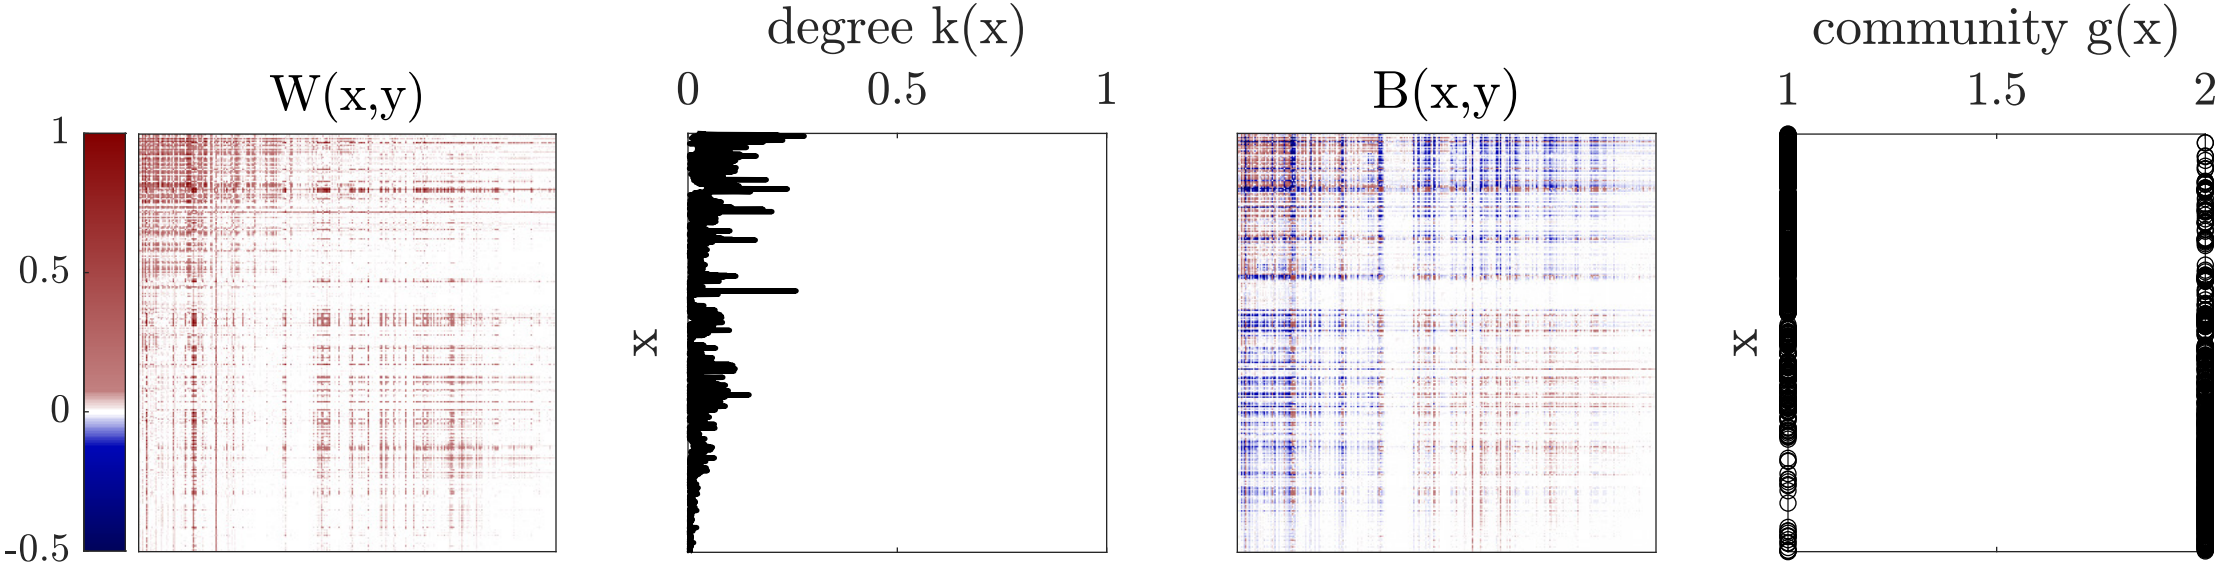 W(x,y)
1
0.5
0
-0.5
degree k(x)
0 0.5 1
x
B(x,y)
community g(x)
1 1.5 2
x